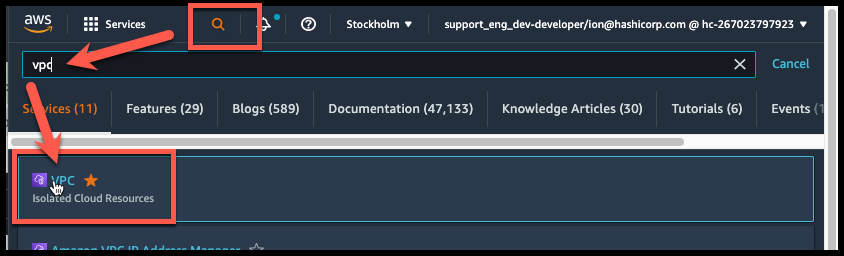 aws Services Stockholm ▼ support_eng_dev-developer/ion@hashicorp.com @ hc-267023797923 ▼
vpc Cancel
Services (11) Features (29) Blogs (589) Documentation (47,133) Knowledge Articles (30) Tutorials (6) Events (1
VPC
Isolated Cloud Resources
Amazon VPC IP Address Manager